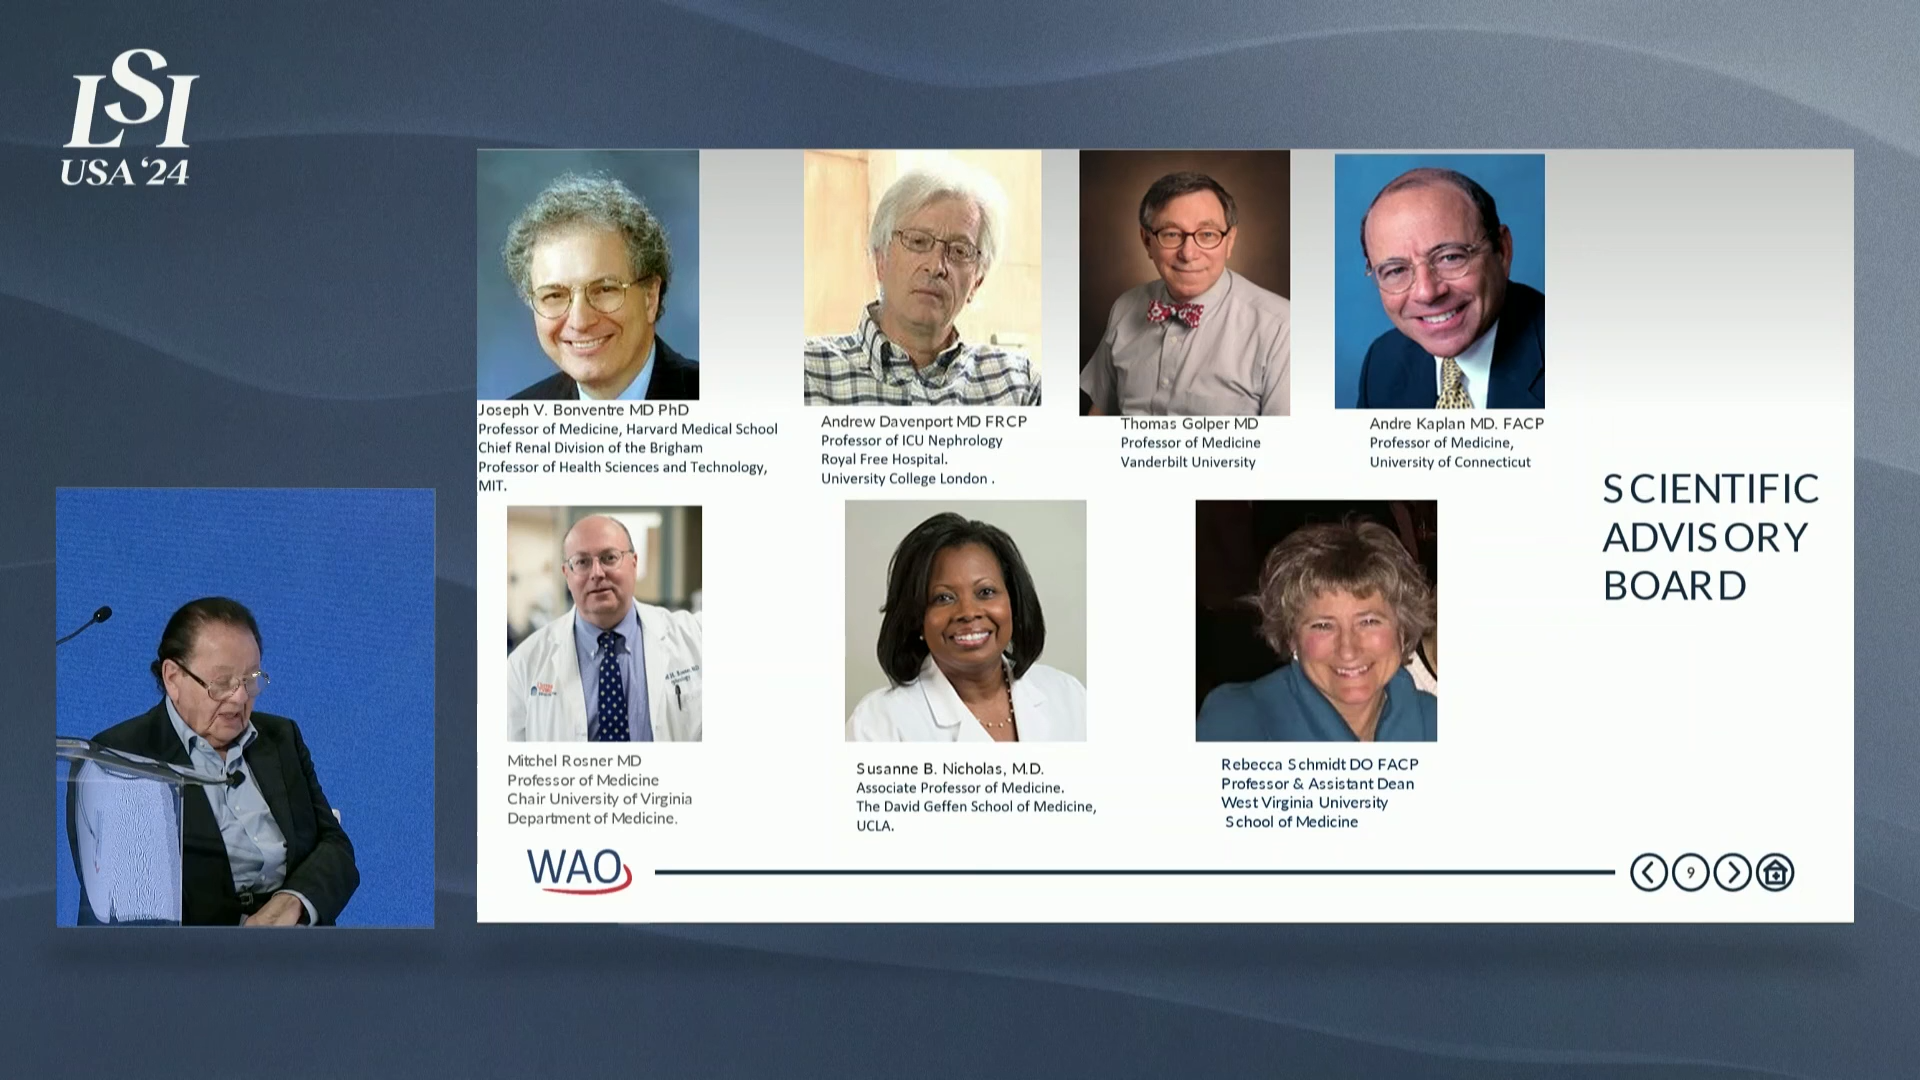 LSI
USA '24
Joseph V. Bonventre MD PhD
Professor of Medicine, Harvard Medical School
Chief Renal Division of the Brigham
Professor of Health Sciences and Technology,
MIT.
Andrew Davenport MD FRCP
Professor of ICU Nephrology
Royal Free Hospital.
University College London .
Thomas Golper MD
Professor of Medicine
Vanderbilt University
Andre Kaplan MD. FACP
Professor of Medicine,
University of Connecticut
SCIENTIFIC
ADVISORY
BOARD
Mitchel Rosner MD
Professor of Medicine
Chair University of Virginia
Department of Medicine.
Susanne B. Nicholas, M.D.
Associate Professor of Medicine.
The David Geffen School of Medicine,
UCLA.
Rebecca Schmidt DO FACP
Professor & Assistant Dean
West Virginia University
School of Medicine
WAO
9